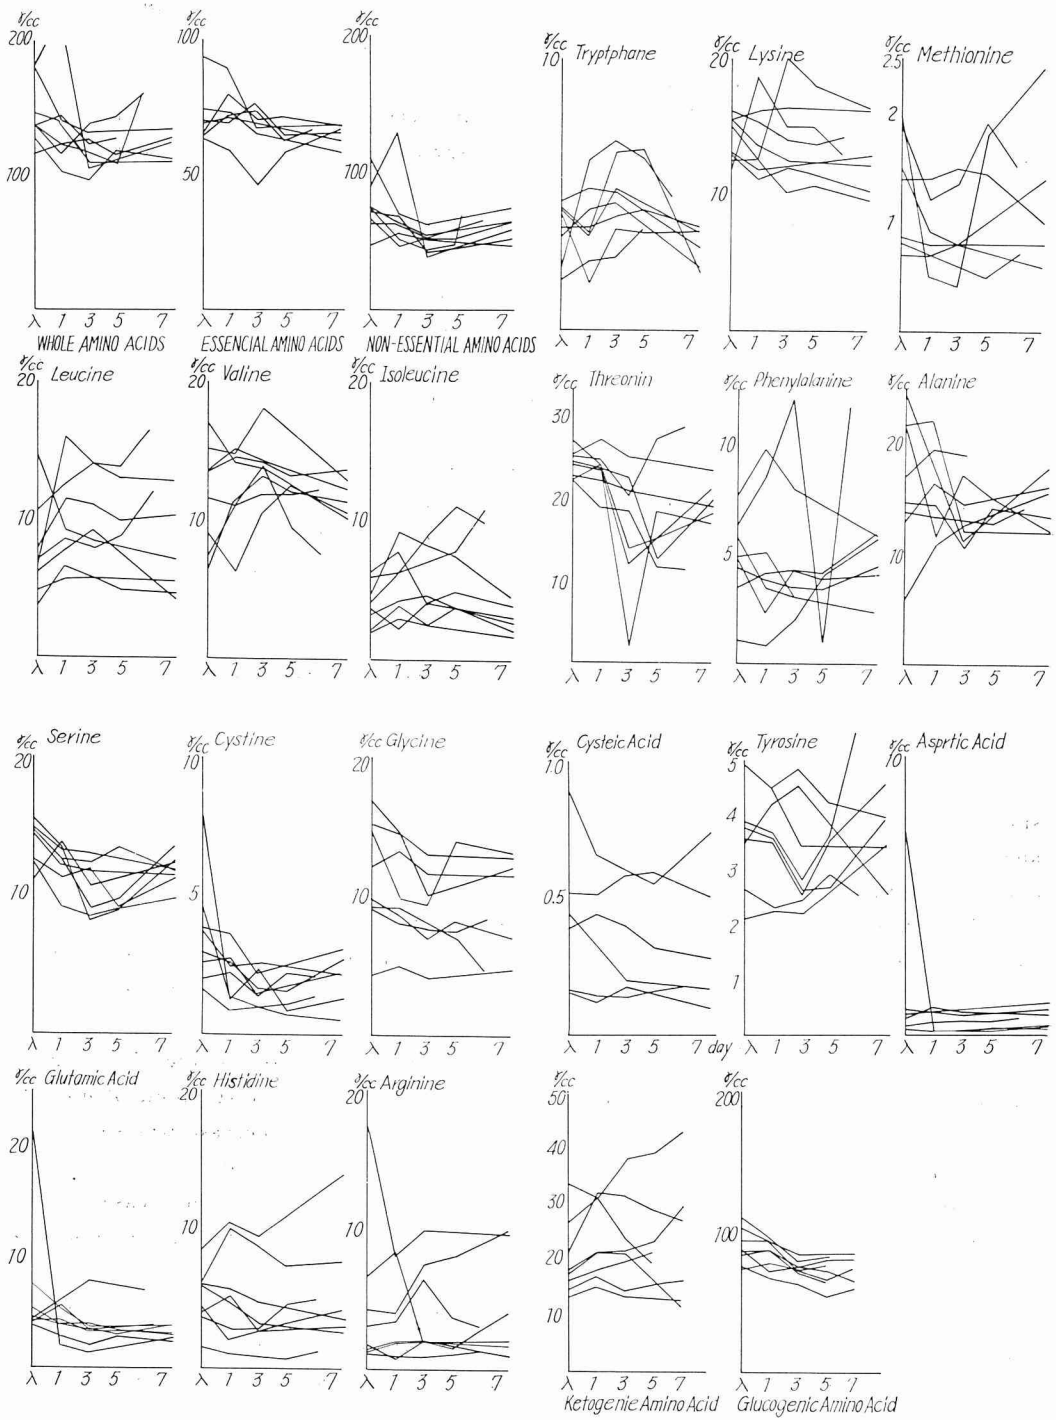 γ/cc
200
100
λ 1 3 5 7
WHOLE AMINO ACIDS
γ/cc
100
50
λ 1 3 5 7
ESSENCIAL AMINO ACIDS
γ/cc
200
100
λ 1 3 5 7
NON-ESSENTIAL AMINO ACIDS
γ/cc Tryptphane
10
λ 1 3 5 7
γ/cc Lysine
20
10
λ 1 3 5 7
γ/cc Methionine
2.5
2
1
λ 1 3 5 7
γ/cc Leucine
20
10
λ 1 3 5 7
γ/cc Valine
20
10
λ 1 3 5 7
γ/cc Isoleucine
20
10
λ 1 3 5 7
γ/cc Threonin
30
20
10
λ 1 3 5 7
γ/cc Phenylalanine
10
5
λ 1 3 5 7
γ/cc Alanine
20
10
λ 1 3 5 7
γ/cc Serine
20
10
λ 1 3 5 7
γ/cc Cystine
10
5
λ 1 3 5 7
γ/cc Glycine
20
10
λ 1 3 5 7
γ/cc Cysteic Acid
1.0
0.5
λ 1 3 5 7 day
γ/cc Tyrosine
5
4
3
2
1
λ 1 3 5 7
γ/cc Asprtic Acid
10
λ 1 3 5 7
γ/cc Glutamic Acid
20
10
λ 1 3 5 7
γ/cc Histidine
20
10
λ 1 3 5 7
γ/cc Arginine
20
10
λ 1 3 5 7
γ/cc
50
40
30
20
10
λ 1 3 5 7
Ketogenie Amino Acid
γ/cc
200
100
λ 1 3 5 7
Glucogenic Amino Acid